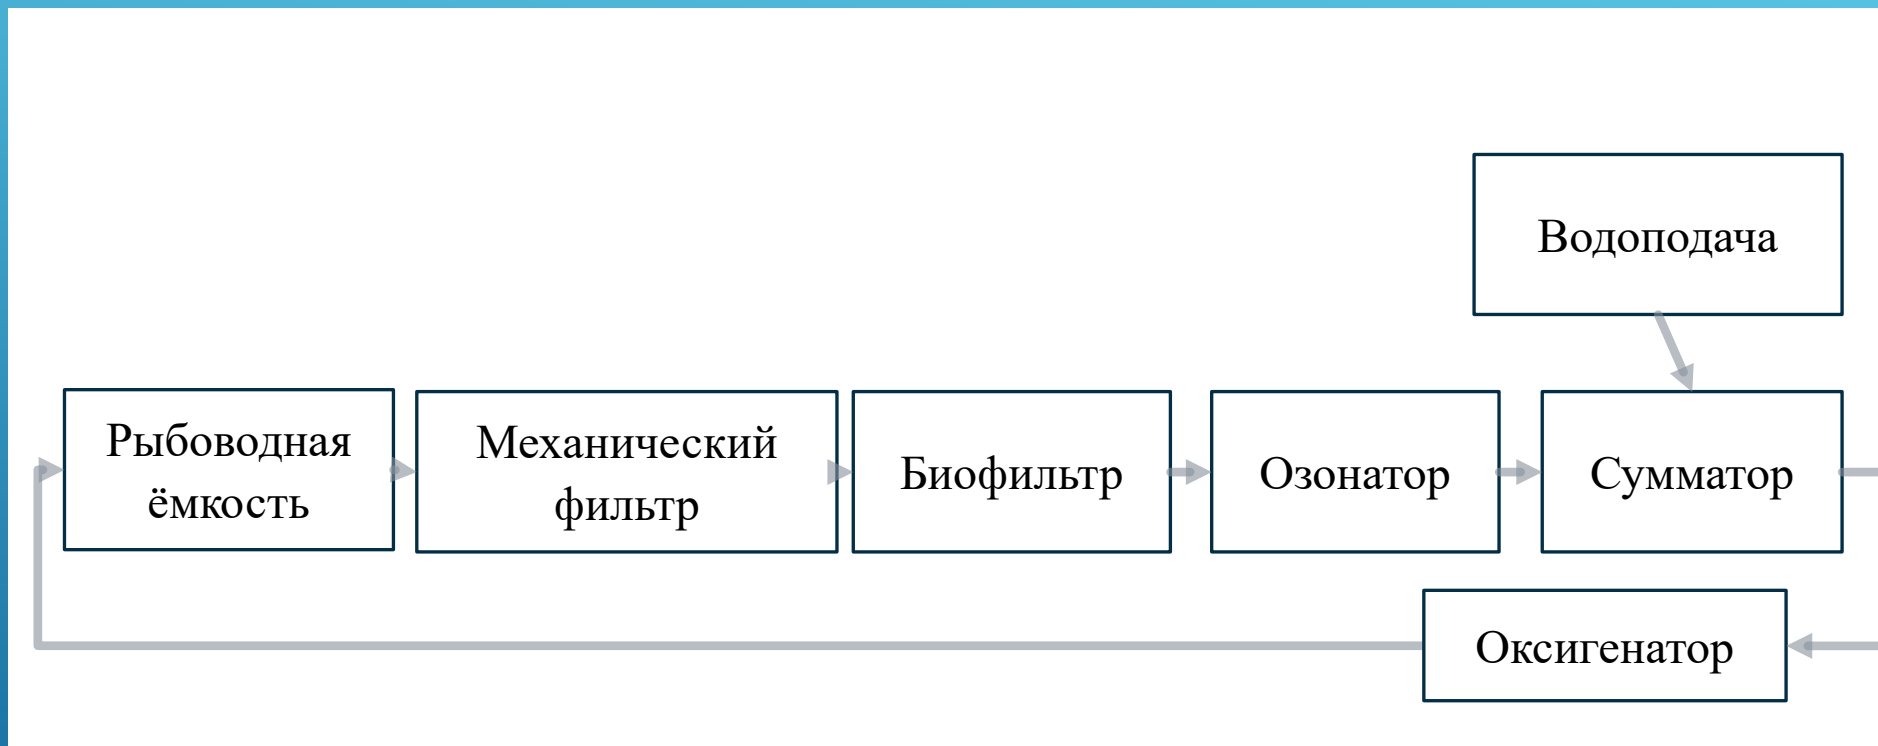 Водоподача
Рыбоводная
ёмкость
Механический
фильтр
Биофильтр
Озонатор
Сумматор
Оксигенатор